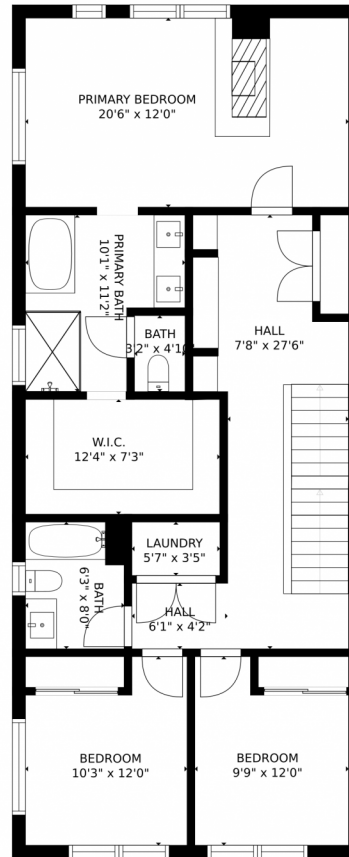 PRIMARY BEDROOM
20'6" x 12'0"
PRIMARY BATH
10'1" x 11'2"
BATH
3'2" x 4'10"
HALL
7'8" x 27'6"
W.I.C.
12'4" x 7'3"
LAUNDRY
5'7" x 3'5"
BATH
6'3" x 8'0"
HALL
6'1" x 4'2"
BEDROOM
10'3" x 12'0"
BEDROOM
9'9" x 12'0"